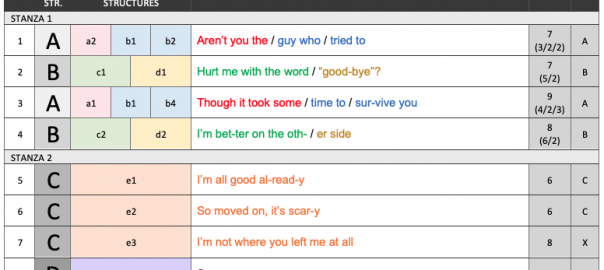 STR. STRUCTURES
STANZA 1
1 A a2 b1 b2 Aren't you the / guy who / tried to 7 (3/2/2) A
2 B c1 d1 Hurt me with the word / “good-bye”? 7 (5/2) B
3 A a1 b1 b4 Though it took some / time to / sur-vive you 9 (4/2/3) A
4 B c2 d2 I'm bet-ter on the oth- / er side 8 (6/2) B
STANZA 2
5 C e1 I'm all good al-read-y 6 C
6 C e2 So moved on, it's scar-y 6 C
7 C e3 I'm not where you left me at all 8 X